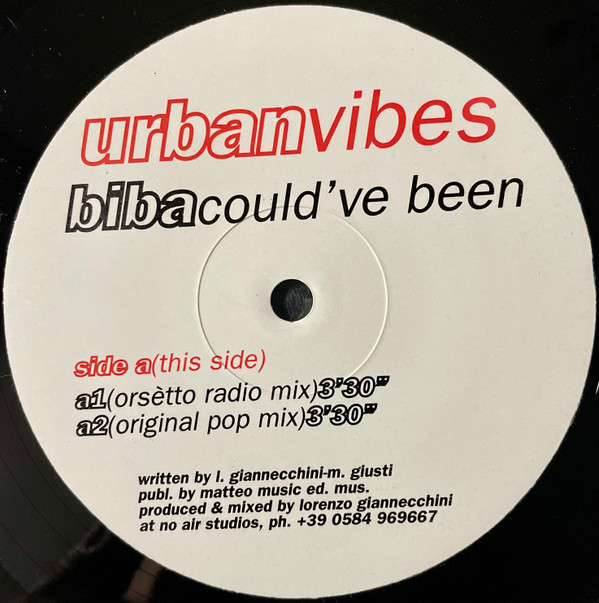 urbanvibes
bibacould've been
side a(this side)
a1(orsètto radio mix)3'30"
a2(original pop mix)3'30"
written by l. giannecchini-m. giusti
publ. by matteo music ed. mus.
produced & mixed by lorenzo giannecchini
at no air studios, ph. +39 0584 969667